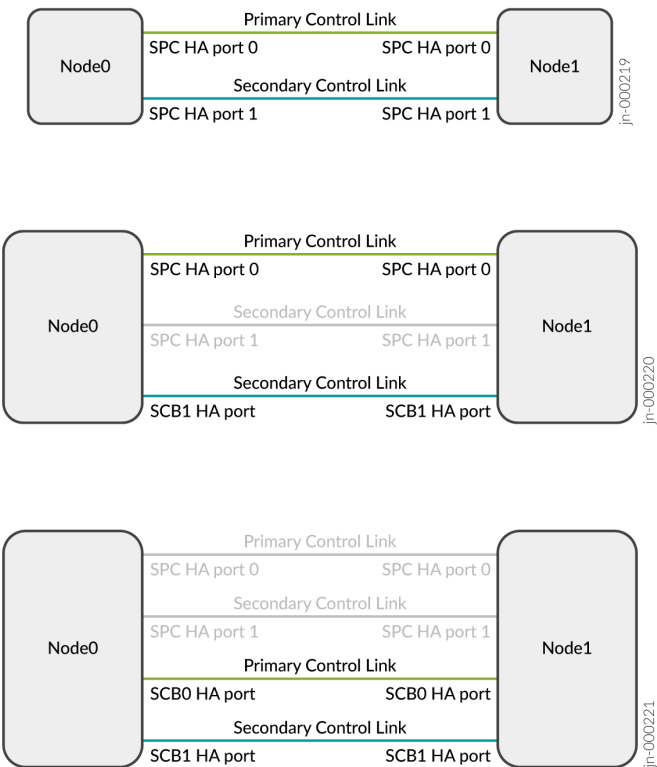 Primary Control Link
SPC HA port 0 SPC HA port 0
Node0 Node1
Secondary Control Link
SPC HA port 1 SPC HA port 1
jn-000219
Primary Control Link
SPC HA port 0 SPC HA port 0
Secondary Control Link
Node0 Node1
SPC HA port 1 SPC HA port 1
Secondary Control Link
SCB1 HA port SCB1 HA port
jn-000220
Primary Control Link
SPC HA port 0 SPC HA port 0
Secondary Control Link
SPC HA port 1 SPC HA port 1
Node0 Node1
Primary Control Link
SCB0 HA port SCB0 HA port
Secondary Control Link
SCB1 HA port SCB1 HA port
jn-000221